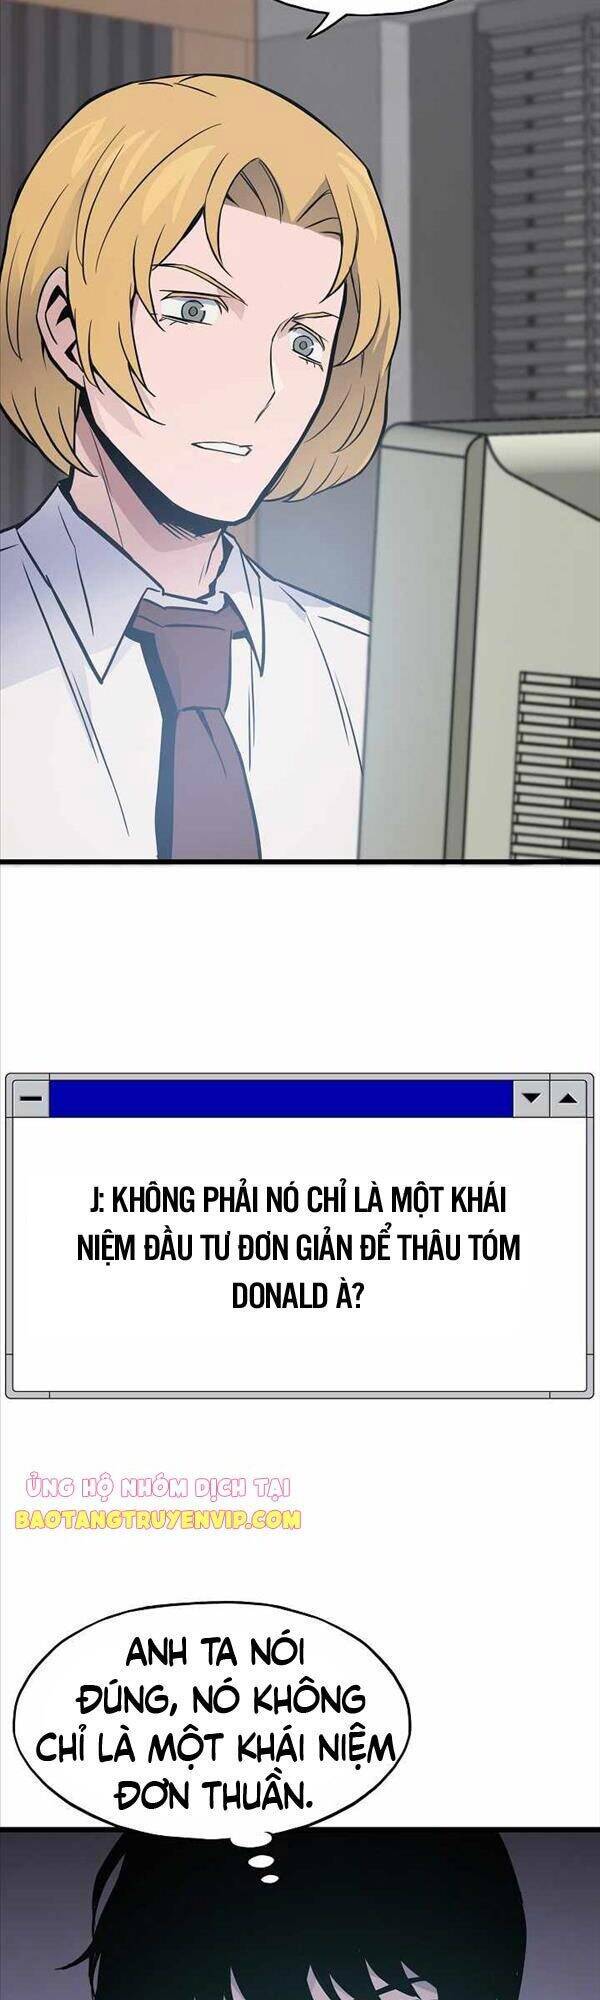 J: KHÔNG PHẢI NÓ CHỈ LÀ MỘT KHÁI
NIỆM ĐẦU TƯ ĐƠN GIẢN ĐỂ THÂU TÓM
DONALD À?
ỦNG HỘ NHÓM DỊCH TẠI
BAOTANGTRUYENVIP.COM
ANH TA NÓI
ĐÚNG, NÓ KHÔNG
CHỈ LÀ MỘT KHÁI NIỆM
ĐƠN THUẦN.